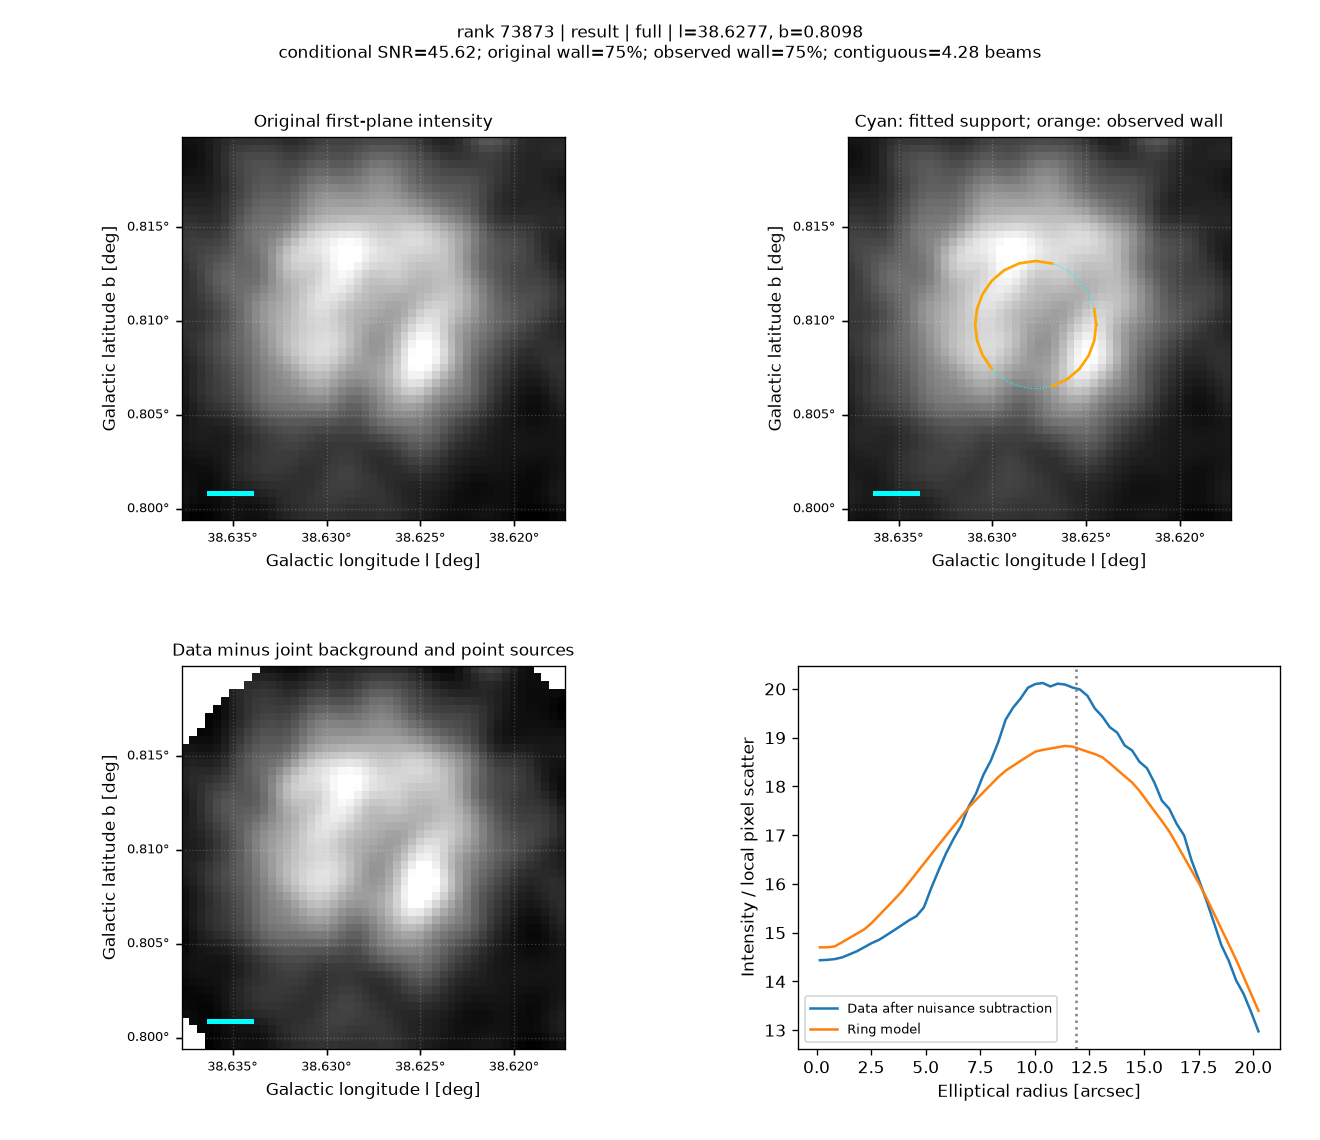 rank 73873 | result | full | l=38.6277, b=0.8098
conditional SNR=45.62; original wall=75%; observed wall=75%; contiguous=4.28 beams
Original first-plane intensity
0.815°
0.810°
0.805°
0.800°
38.635°
38.630°
38.625°
38.620°
Galactic longitude l [deg]
Galactic latitude b [deg]
Cyan: fitted support; orange: observed wall
0.815°
0.810°
0.805°
0.800°
38.635°
38.630°
38.625°
38.620°
Galactic longitude l [deg]
Galactic latitude b [deg]
Data minus joint background and point sources
0.815°
0.810°
0.805°
0.800°
38.635°
38.630°
38.625°
38.620°
Galactic longitude l [deg]
Galactic latitude b [deg]
20
19
18
17
16
15
14
13
Intensity / local pixel scatter
Data after nuisance subtraction
Ring model
0.0
2.5
5.0
7.5
10.0
12.5
15.0
17.5
20.0
Elliptical radius [arcsec]